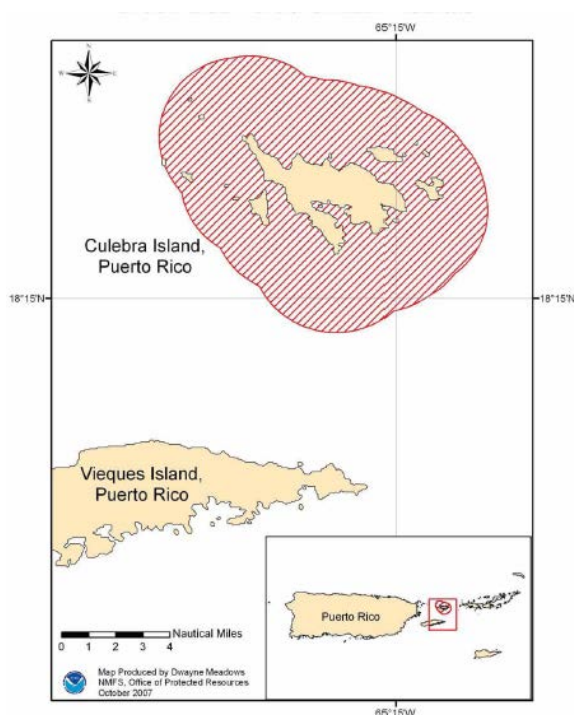 65°15'W
N
W
E
S
Culebra Island,
Puerto Rico
18°15'N
18°15'N
Vieques Island,
Puerto Rico
Puerto Rico
Nautical Miles
0 1 2 3 4
Map Produced by Dwayne Meadows
NMFS, Office of Protected Resources
October 2007
65°15'W